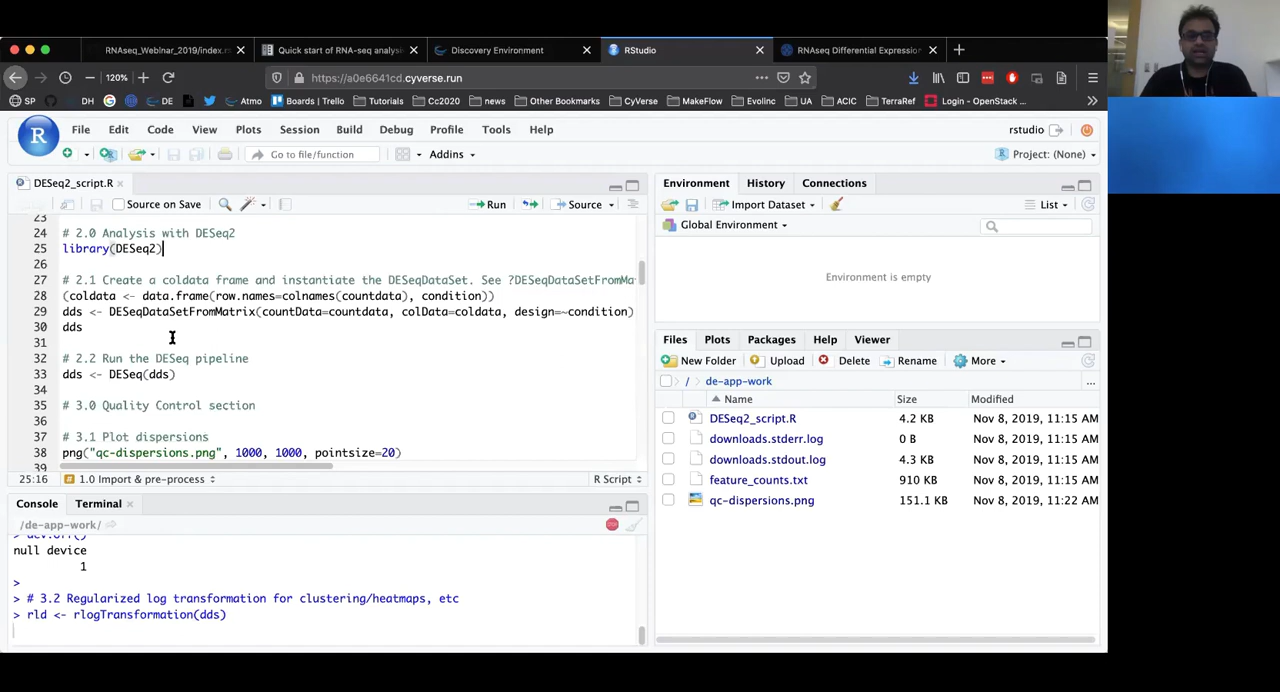 RNAseq_Webinar_2019/index.m
Quick start of RNA-seq analysi
Discovery Environment
RStudio
RNAseq Differential Expressio
120%
https://a0e6641cd.cyverse.run
SP
DH
DE
Atmo
Boards | Trello
Tutorials
Cc2020
news
Other Bookmarks
CyVerse
MakeFlow
Evolinc
UA
ACIC
TerraRef
Login - OpenStack ...
R
File Edit Code View Plots Session Build Debug Profile Tools Help
rstudio
Go to file/function
Addins
Project: (None)
DESeq2_script.R
Source on Save
Run
Source
23
24 # 2.0 Analysis with DESeq2
25 library(DESeq2)
26
27 # 2.1 Create a coldata frame and instantiate the DESeqDataSet. See ?DESeqDataSetFromMa
28 (coldata <- data.frame(row.names=colnames(countdata), condition))
29 dds <- DESeqDataSetFromMatrix(countData=countdata, colData=coldata, design=~condition)
30 dds
31
32 # 2.2 Run the DESeq pipeline
33 dds <- DESeq(dds)
34
35 # 3.0 Quality Control section
36
37 # 3.1 Plot dispersions
38 png("qc-dispersions.png", 1000, 1000, pointsize=20)
39
25:16
1.0 Import & pre-process
R Script
Console
Terminal
/de-app-work/
> dev.off()
null device
1
>
> # 3.2 Regularized log transformation for clustering/heatmaps, etc
> rld <- rlogTransformation(dds)
Environment
History
Connections
Import Dataset
List
Global Environment
Environment is empty
Files
Plots
Packages
Help
Viewer
New Folder
Upload
Delete
Rename
More
/ de-app-work
...
Name
Size
Modified
DESeq2_script.R 4.2 KB Nov 8, 2019, 11:15 AM
downloads.stderr.log 0 B Nov 8, 2019, 11:15 AM
downloads.stdout.log 4.3 KB Nov 8, 2019, 11:15 AM
feature_counts.txt 910 KB Nov 8, 2019, 11:15 AM
qc-dispersions.png 151.1 KB Nov 8, 2019, 11:22 AM